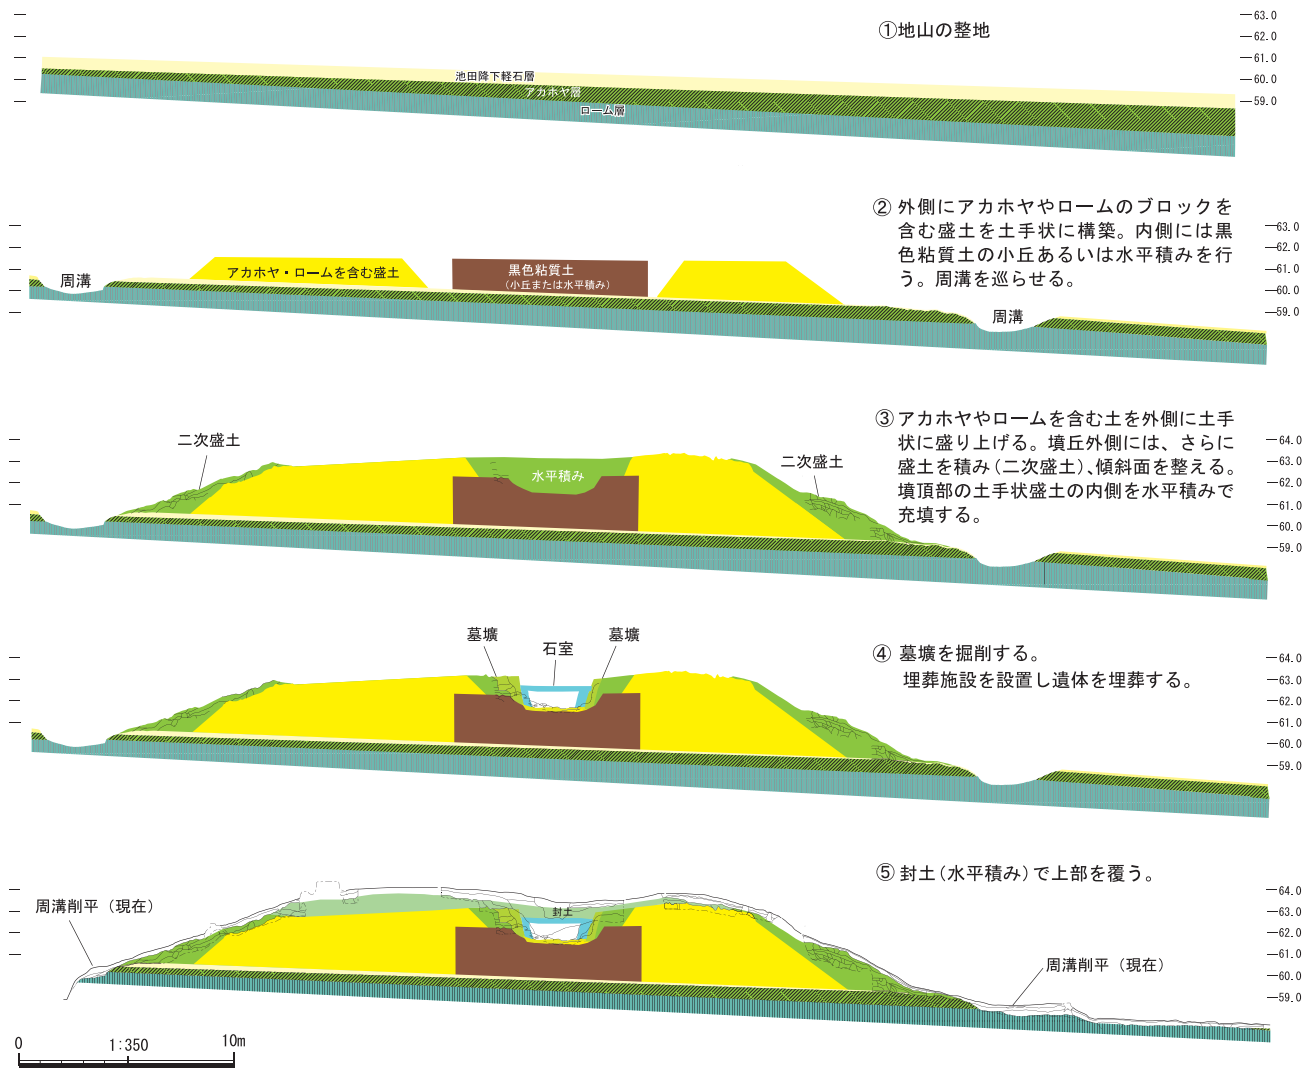 ①地山の整地
63.0
62.0
61.0
60.0
59.0
池田降下軽石層
アカホヤ層
ローム層
② 外側にアカホヤやロームのブロックを
含む盛土を土手状に構築。内側には黒
色粘質土の小丘あるいは水平積みを行
う。周溝を巡らせる。
63.0
62.0
61.0
60.0
59.0
周溝
アカホヤ・ロームを含む盛土
黒色粘質土
(小丘または水平積み)
周溝
③ アカホヤやロームを含む土を外側に土手
状に盛り上げる。墳丘外側には、さらに
盛土を積み(二次盛土)、傾斜面を整える。
墳頂部の土手状盛土の内側を水平積みで
充填する。
64.0
63.0
62.0
61.0
60.0
59.0
二次盛土
水平積み
二次盛土
④ 墓壙を掘削する。
埋葬施設を設置し遺体を埋葬する。
64.0
63.0
62.0
61.0
60.0
59.0
墓壙
石室
墓壙
⑤ 封土(水平積み)で上部を覆う。
64.0
63.0
62.0
61.0
60.0
59.0
周溝削平(現在)
封土
周溝削平(現在)
0
1:350
10m